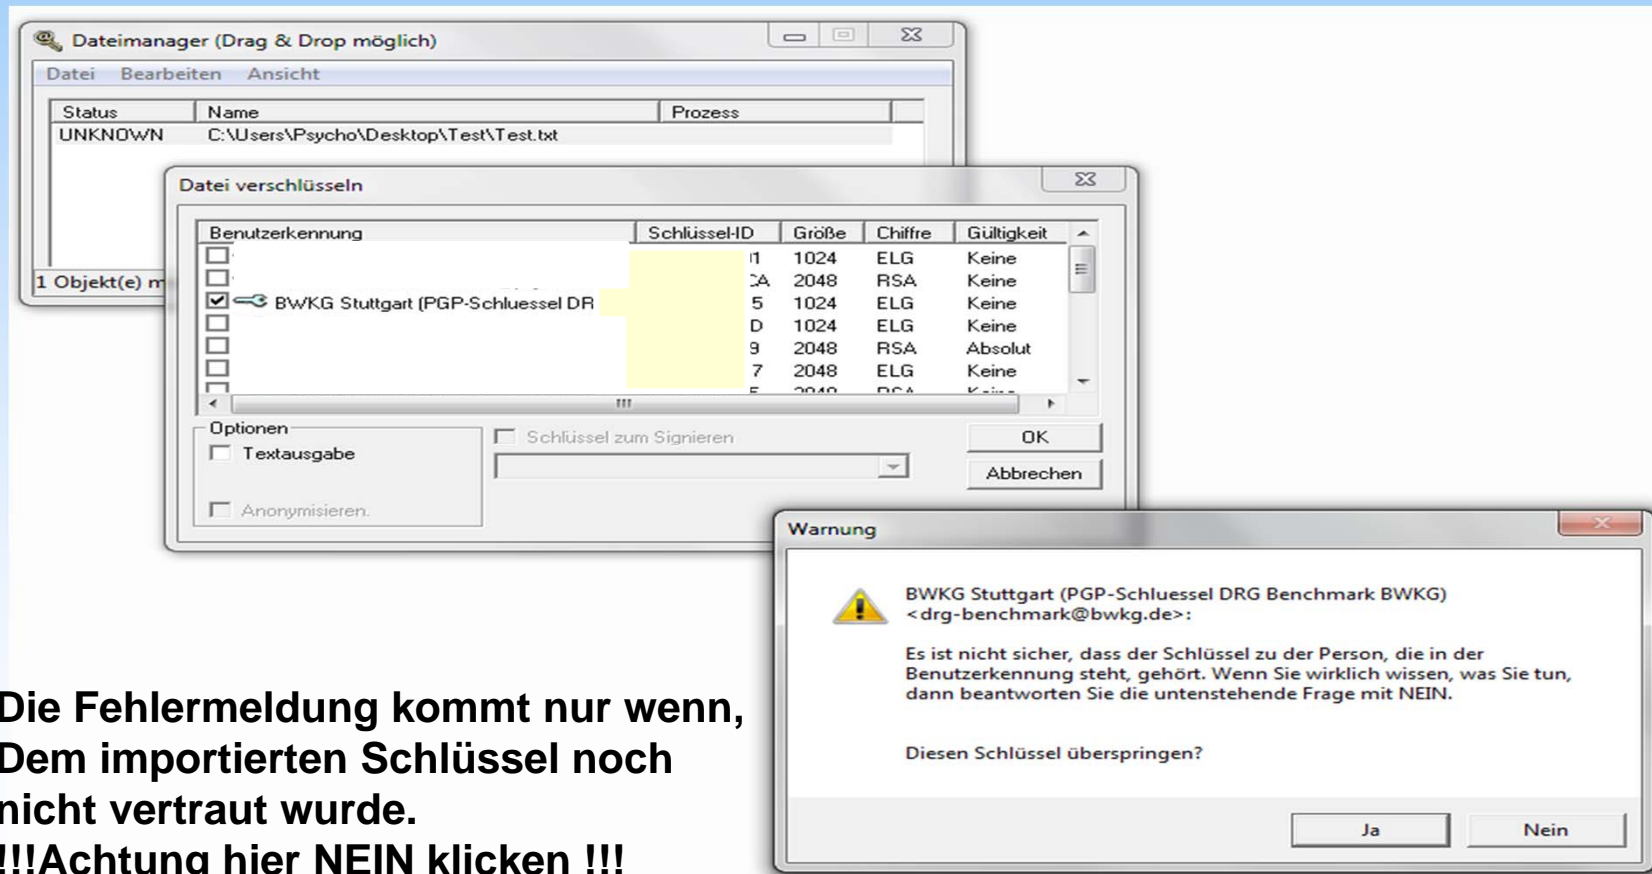 Dateimanager (Drag & Drop möglich)
Datei Bearbeiten Ansicht
Status Name Prozess
UNKNOWN C:\Users\Psycho\Desktop\Test\Test.txt
1 Objekt(e) m
Datei verschlüsseln
Benutzerkennung Schlüssel-ID Größe Chiffre Gültigkeit
1024 ELG Keine
2048 RSA Keine
BWKG Stuttgart (PGP-Schluessel DR 5 1024 ELG Keine
D 1024 ELG Keine
9 2048 RSA Absolut
7 2048 ELG Keine
Optionen
Textausgabe
Anonymisieren.
Schlüssel zum Signieren
OK
Abbrechen
Warnung
BWKG Stuttgart (PGP-Schluessel DRG Benchmark BWKG)
<drg-benchmark@bwkg.de>:
Es ist nicht sicher, dass der Schlüssel zu der Person, die in der
Benutzerkennung steht, gehört. Wenn Sie wirklich wissen, was Sie tun,
dann beantworten Sie die untenstehende Frage mit NEIN.
Diesen Schlüssel überspringen?
Ja Nein
Die Fehlermeldung kommt nur wenn,
Dem importierten Schlüssel noch
nicht vertraut wurde.
!!!Achtung hier NEIN klicken !!!